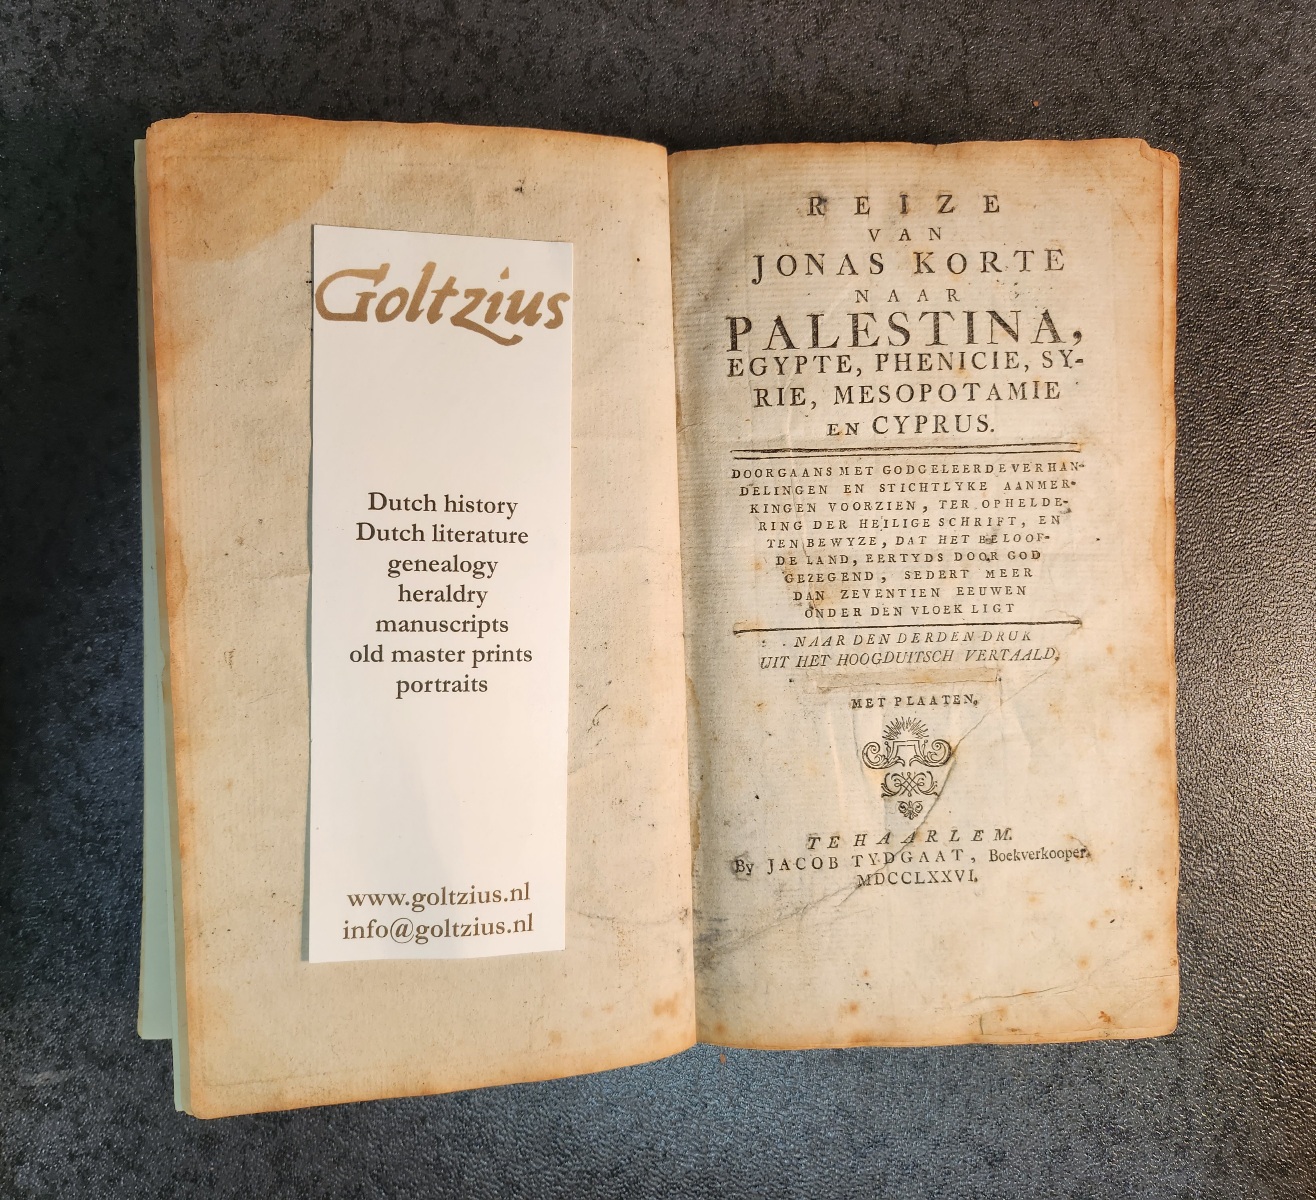 Goltzius
Dutch history
Dutch literature
genealogy
heraldry
manuscripts
old master prints
portraits
www.goltzius.nl
info@goltzius.nl
REIZE
VAN
JONAS KORTE
NAAR
PALESTINA,
EGYPTE, PHENICIE, SY-
RIE, MESOPOTAMIE
EN CYPRUS.
DOORGAANS MET GODGELEERDE VERHAN-
DELINGEN EN STICHTLYKE AANMER-
KINGEN VOORZIEN, TER OPHELDE-
RING DER HEILIGE SCHRIFT, EN
TEN BEWYZE, DAT HET BELOOF-
DE LAND, EERTYDS DOOR GOD
GEZEGEND, SEDERT MEER
DAN ZEVENTIEN EEUWEN
ONDER DEN VLOEK LIGT
NAAR DEN DERDEN DRUK
UIT HET HOOGDUITSCH VERTAALD,
MET PLAATEN.
TE HAARLEM.
By JACOB TYDGAAT, Boekverkooper.
MDCCLXXVI.